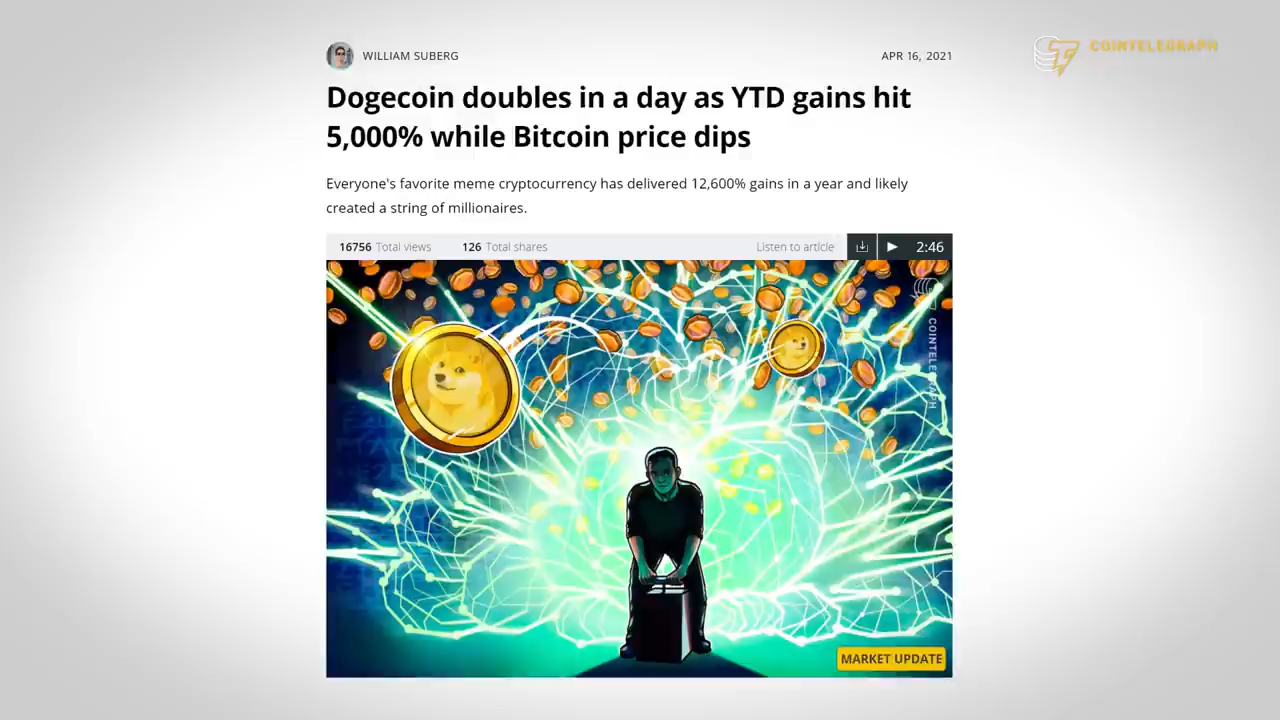 WILLIAM SUBERG
APR 16, 2021
COINTELEGRAPH
Dogecoin doubles in a day as YTD gains hit
5,000% while Bitcoin price dips
Everyone's favorite meme cryptocurrency has delivered 12,600% gains in a year and likely
created a string of millionaires.
16756 Total views 126 Total shares Listen to article 2:46
COINTELEGRAPH
MARKET UPDATE